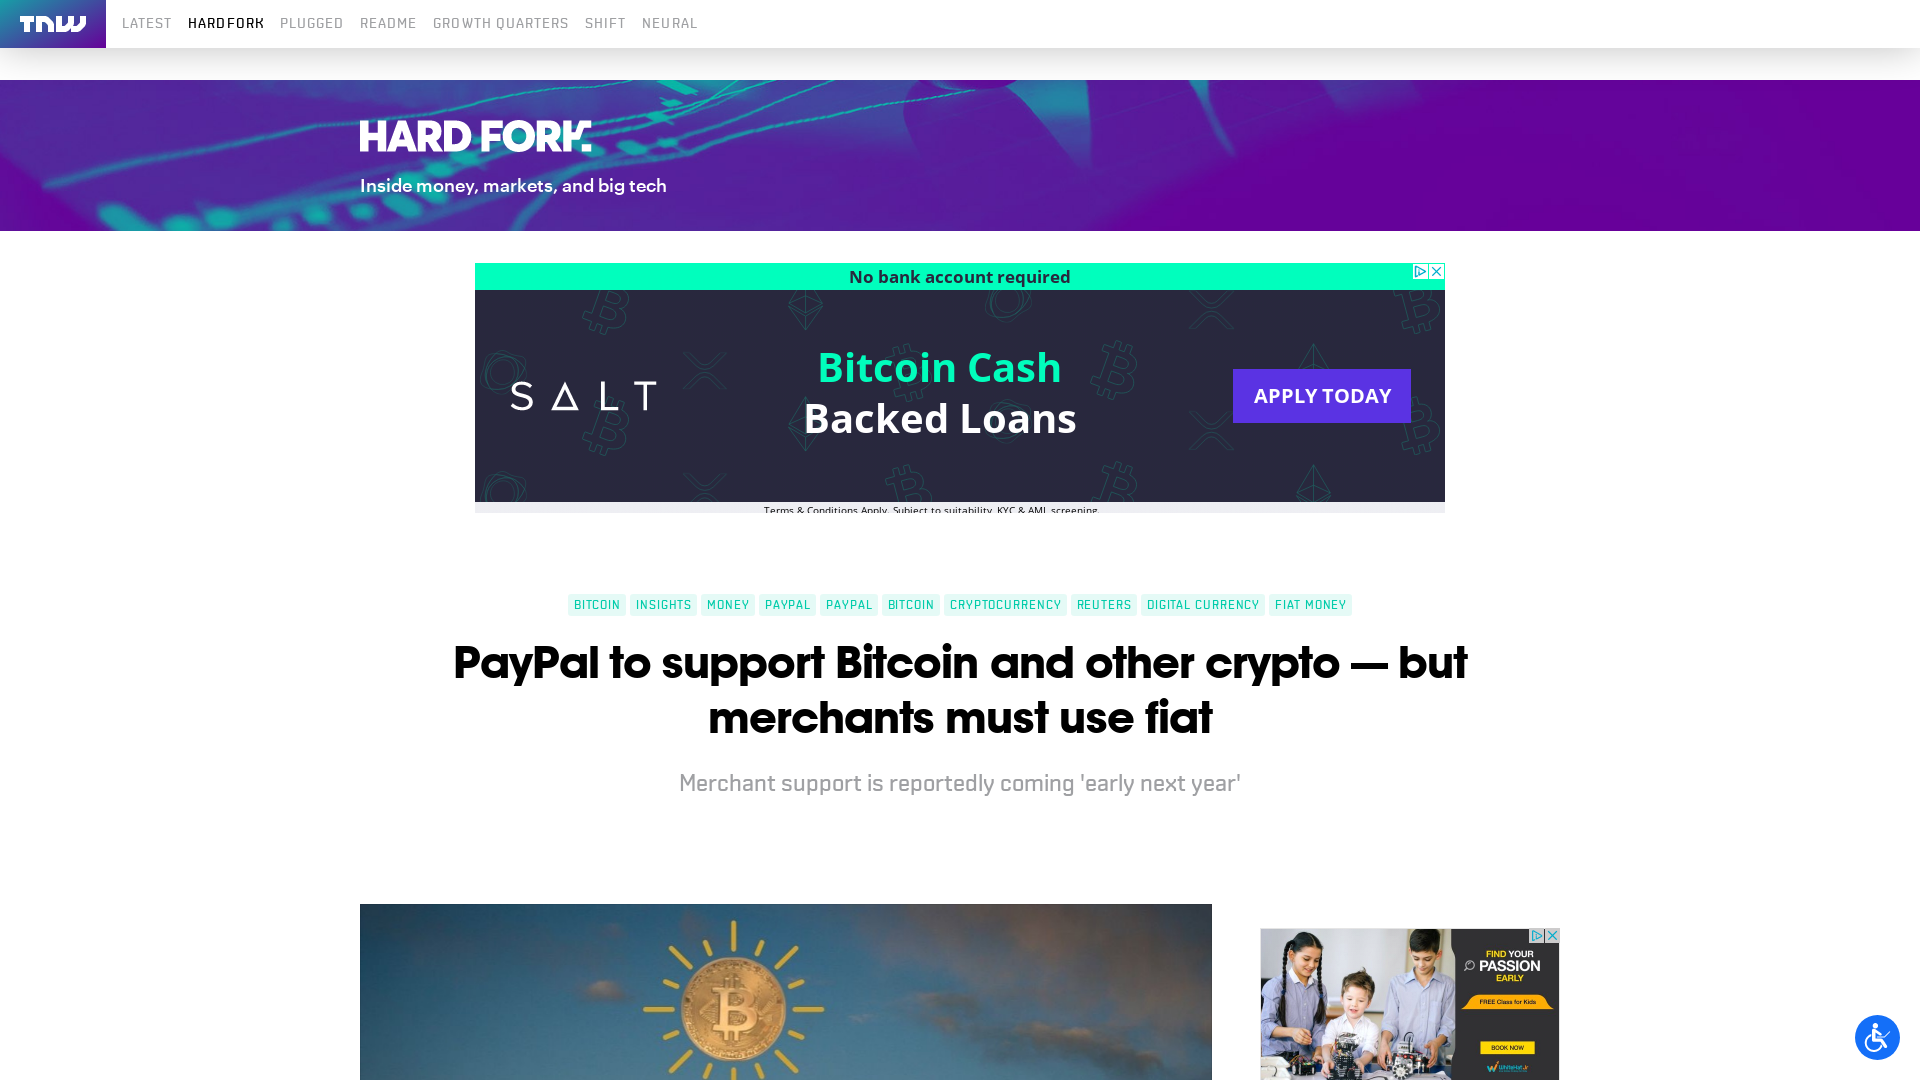 TNW LATEST HARDFORK PLUGGED README GROWTH QUARTERS SHIFT NEURAL
HARD FORK.
Inside money, markets, and big tech
No bank account required
SALT
Bitcoin Cash
Backed Loans
APPLY TODAY
Terms & Conditions Apply. Subject to suitability, KYC & AML screening.
BITCOIN INSIGHTS MONEY PAYPAL PAYPAL BITCOIN CRYPTOCURRENCY REUTERS DIGITAL CURRENCY FIAT MONEY
PayPal to support Bitcoin and other crypto — but
merchants must use fiat
Merchant support is reportedly coming 'early next year'
FIND YOUR
PASSION
EARLY
FREE Class for Kids
BOOK NOW
WhiteHat Jr